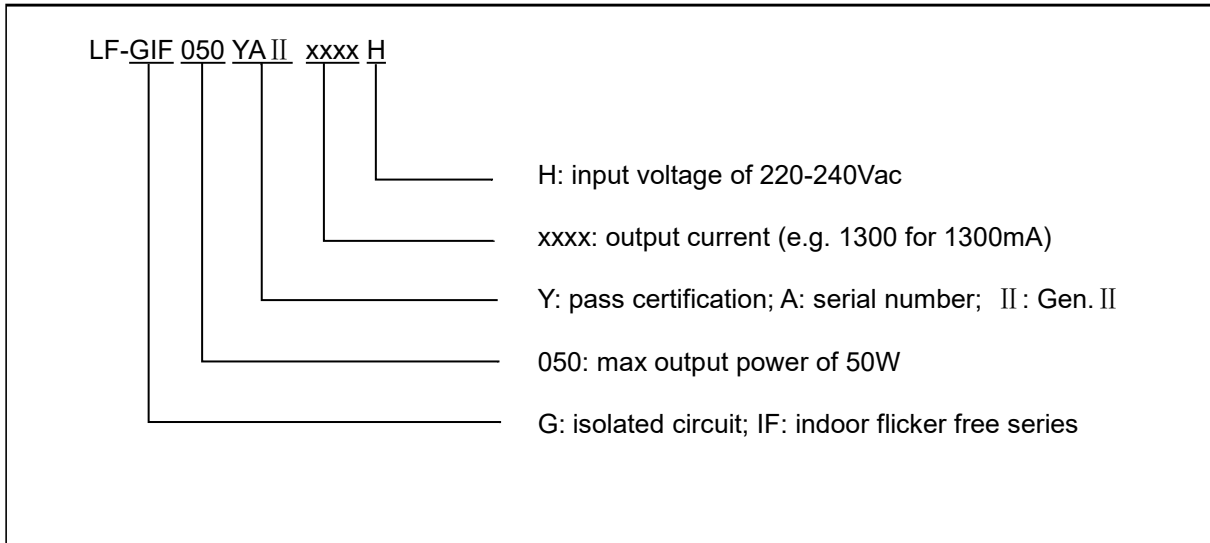 LF-GIF 050 YAⅡ xxxx H
H: input voltage of 220-240Vac
xxxx: output current (e.g. 1300 for 1300mA)
Y: pass certification; A: serial number; Ⅱ: Gen.Ⅱ
050: max output power of 50W
G: isolated circuit; IF: indoor flicker free series